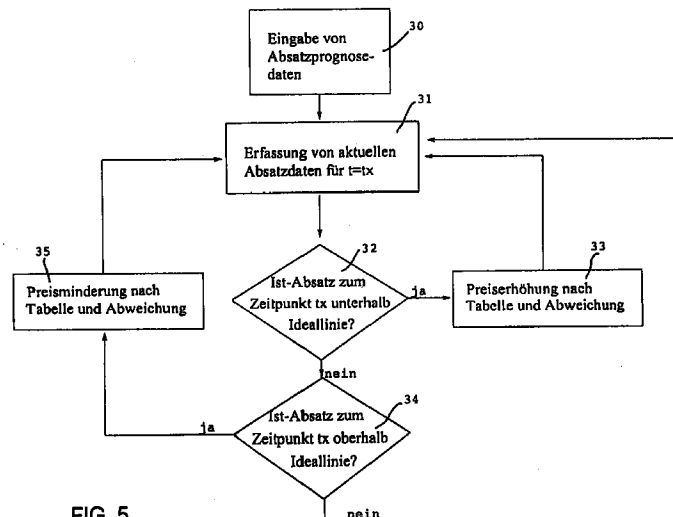 30
Eingabe von
Absatzprognose-
daten
31
Erfassung von aktuellen
Absatzdaten für t=tx
32
Ist-Absatz zum
Zeitpunkt tx unterhalb
Ideallinie?
ja
33
Preiserhöhung nach
Tabelle und Abweichung
35
Preisminderung nach
Tabelle und Abweichung
nein
34
Ist-Absatz zum
Zeitpunkt tx oberhalb
Ideallinie?
ja
nein
FIG. 5